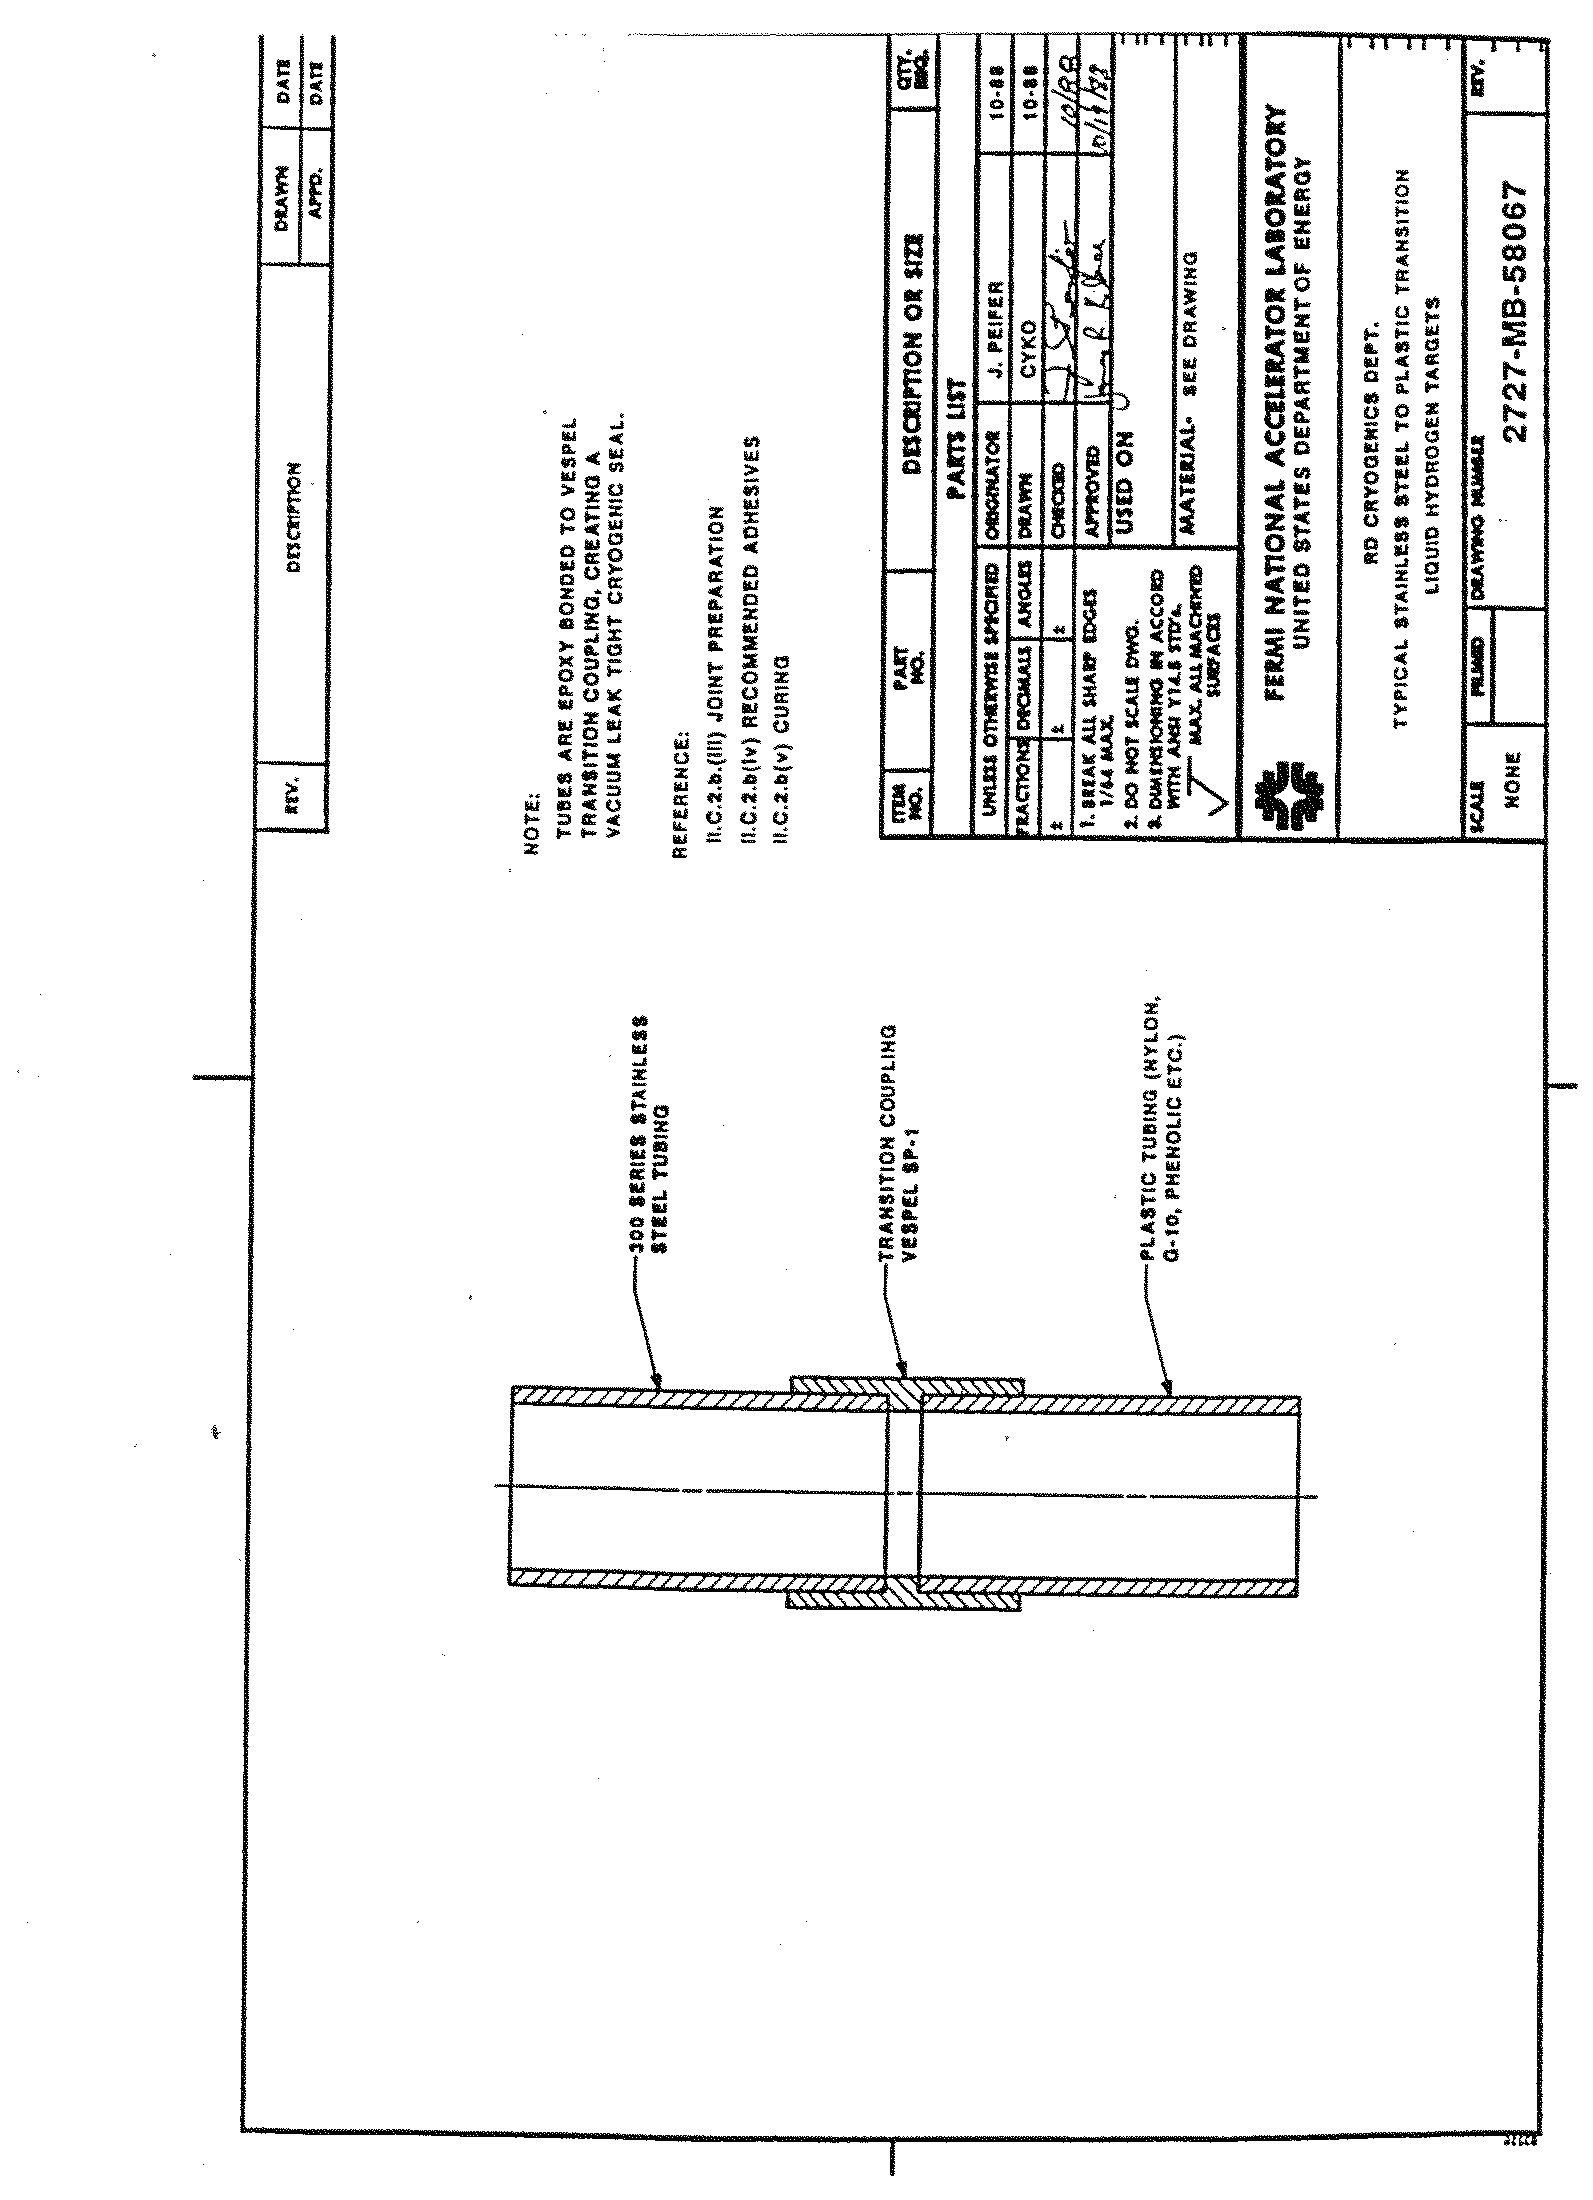 REV.
DESCRIPTION
DRAWN
DATE
APPD.
DATE
NOTE:
TUBES ARE EPOXY BONDED TO VESPEL
TRANSITION COUPLING, CREATING A
VACUUM LEAK TIGHT CRYOGENIC SEAL.
REFERENCE:
II.C.2.b.(iii) JOINT PREPARATION
II.C.2.b(iv) RECOMMENDED ADHESIVES
II.C.2.b(v) CURING
300 SERIES STAINLESS
STEEL TUBING
TRANSITION COUPLING
VESPEL SP-1
PLASTIC TUBING (NYLON,
G-10, PHENOLIC ETC.)
ITEM NO.
PART NO.
DESCRIPTION OR SIZE
QTY. REQ.
PARTS LIST
UNLESS OTHERWISE SPECIFIED
FRACTIONS DECIMALS ANGLES
± ± ±
1. BREAK ALL SHARP EDGES
1/64 MAX.
2. DO NOT SCALE DWG.
3. DIMENSIONING IN ACCORD
WITH ANSI Y14.5 STD's.
MAX. ALL MACHINED
SURFACES
ORIGINATOR J. PEIFER 10-88
DRAWN CYKO 10-88
CHECKED 10/88
APPROVED 10/19/88
USED ON
MATERIAL- SEE DRAWING
FERMI NATIONAL ACCELERATOR LABORATORY
UNITED STATES DEPARTMENT OF ENERGY
RD CRYOGENICS DEPT.
TYPICAL STAINLESS STEEL TO PLASTIC TRANSITION
LIQUID HYDROGEN TARGETS
SCALE
NONE
FILMED
DRAWING NUMBER
2727-MB-58067
REV.